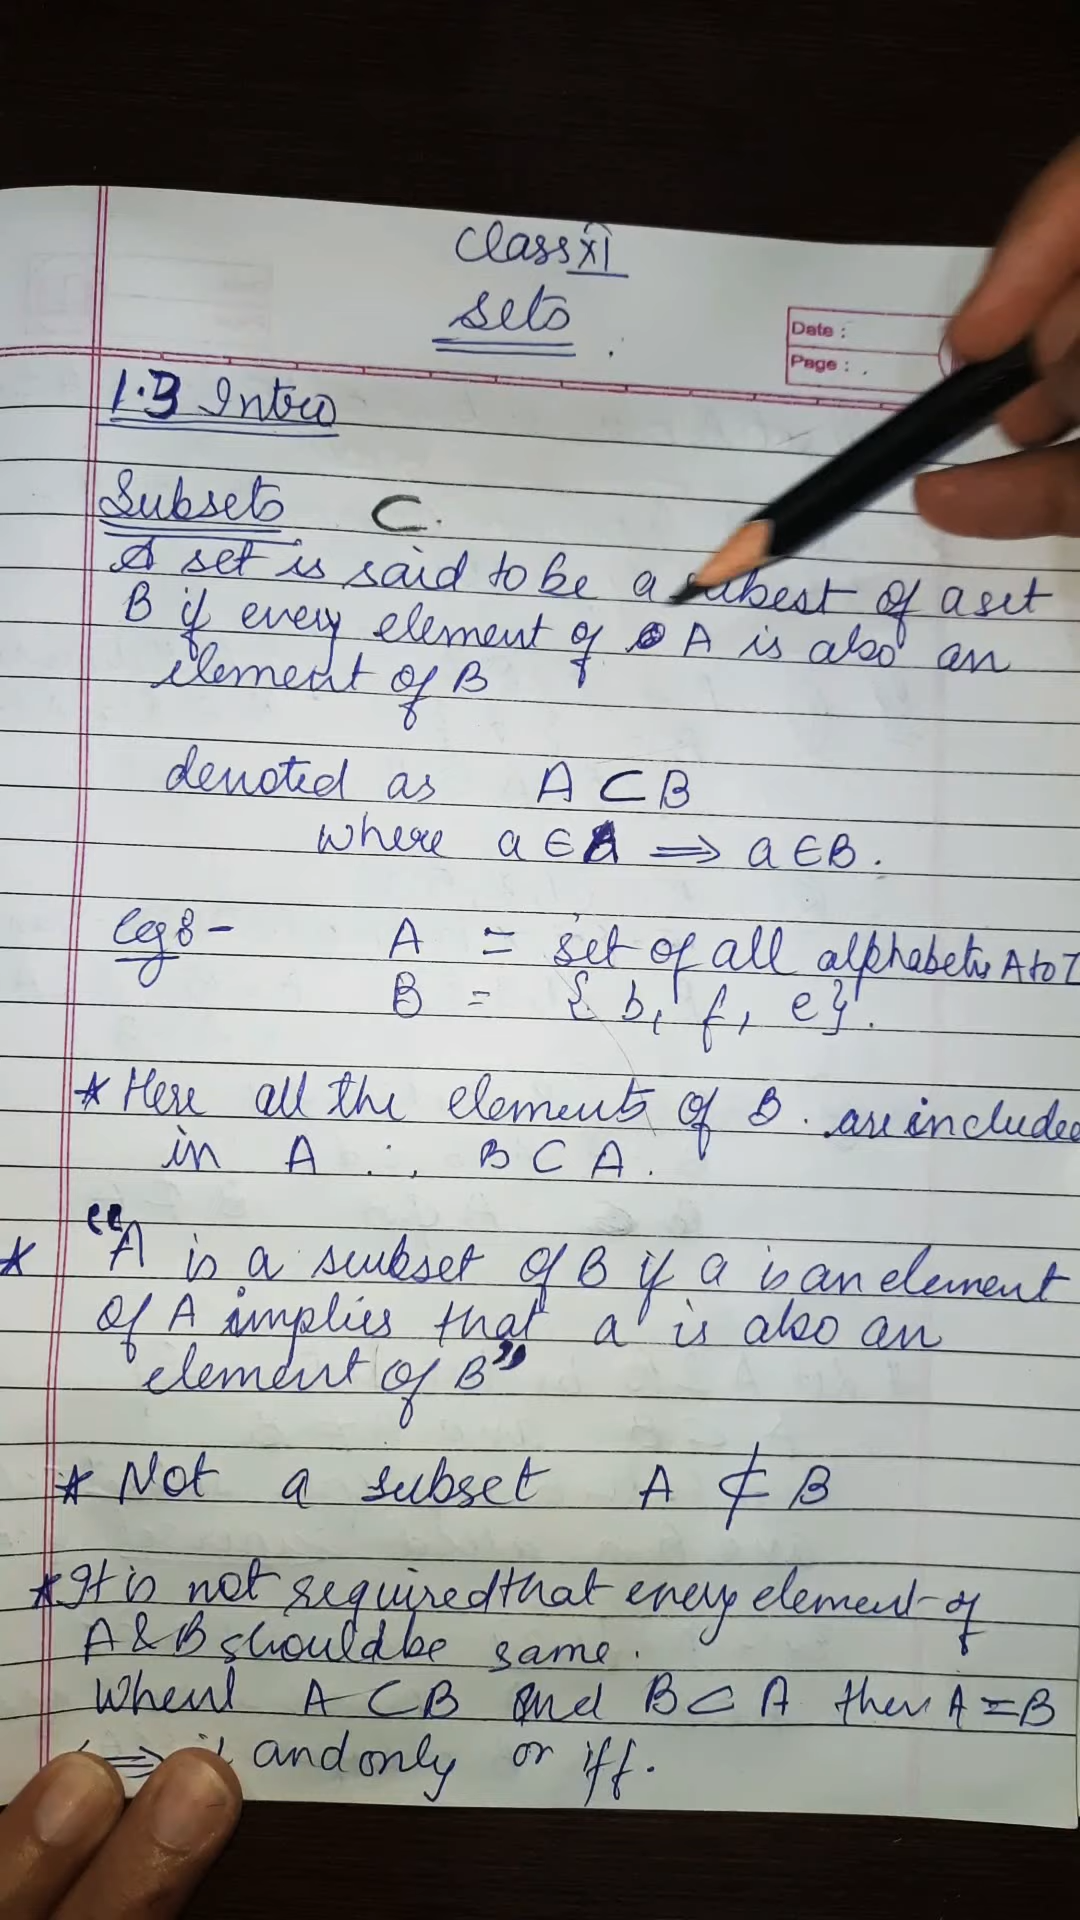 Class XI
Sets
Date :
Page :
1.3 Intro
Subsets ⊂
A set is said to be a subest of a set
B if every element of A is also an
element of B
denoted as A ⊂ B
where a ∈ A ⟹ a ∈ B.
eg:- A = set of all alphabets A to Z
B = { b, f, e}.
* Here all the elements of B. are included
in A ∴ B ⊂ A.
* "A is a subset of B if a is an element
of A implies that a is also an
element of B"
* Not a subset A ⊄ B
* It is not required that every element of
A & B should be same.
When A ⊂ B and B ⊂ A then A = B
⟺ if and only or iff.